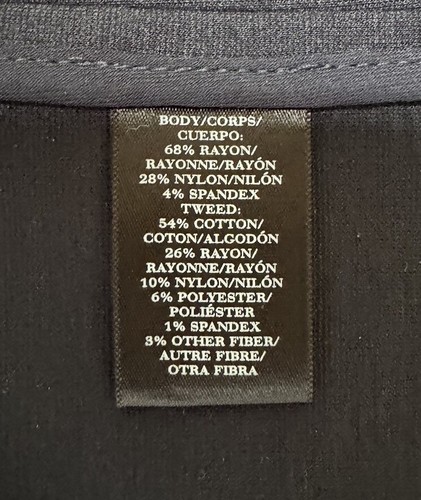 BODY/CORPS/
CUERPO:
68% RAYON/
RAYONNE/RAYÓN
28% NYLON/NILÓN
4% SPANDEX
TWEED:
54% COTTON/
COTON/ALGODÓN
26% RAYON/
RAYONNE/RAYÓN
10% NYLON/NILÓN
6% POLYESTER/
POLIÉSTER
1% SPANDEX
3% OTHER FIBER/
AUTRE FIBRE/
OTRA FIBRA